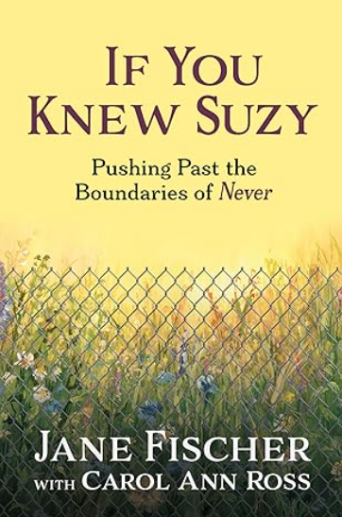 If You
Knew Suzy
Pushing Past the
Boundaries of Never
Jane Fischer
with Carol Ann Ross